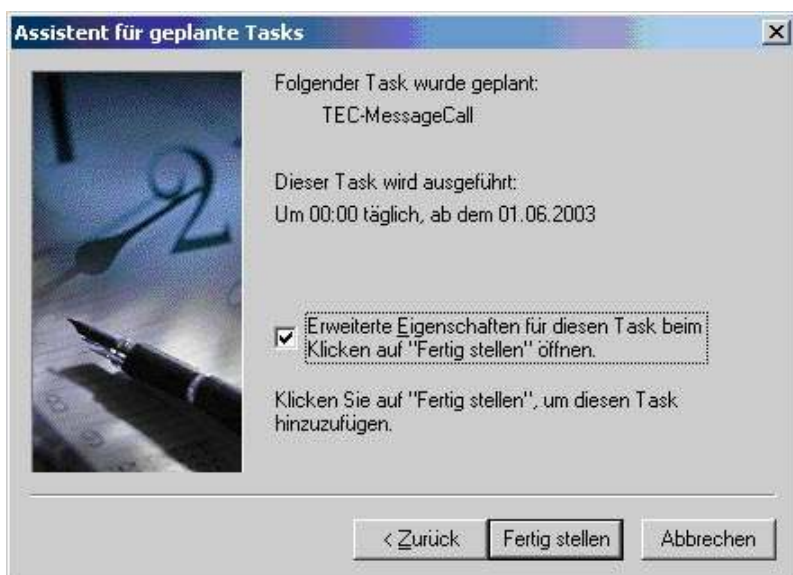 Assistent für geplante Tasks
Folgender Task wurde geplant:
TEC-MessageCall
Dieser Task wird ausgeführt:
Um 00:00 täglich, ab dem 01.06.2003
Erweiterte Eigenschaften für diesen Task beim
Klicken auf "Fertig stellen" öffnen.
Klicken Sie auf "Fertig stellen", um diesen Task
hinzuzufügen.
< Zurück
Fertig stellen
Abbrechen